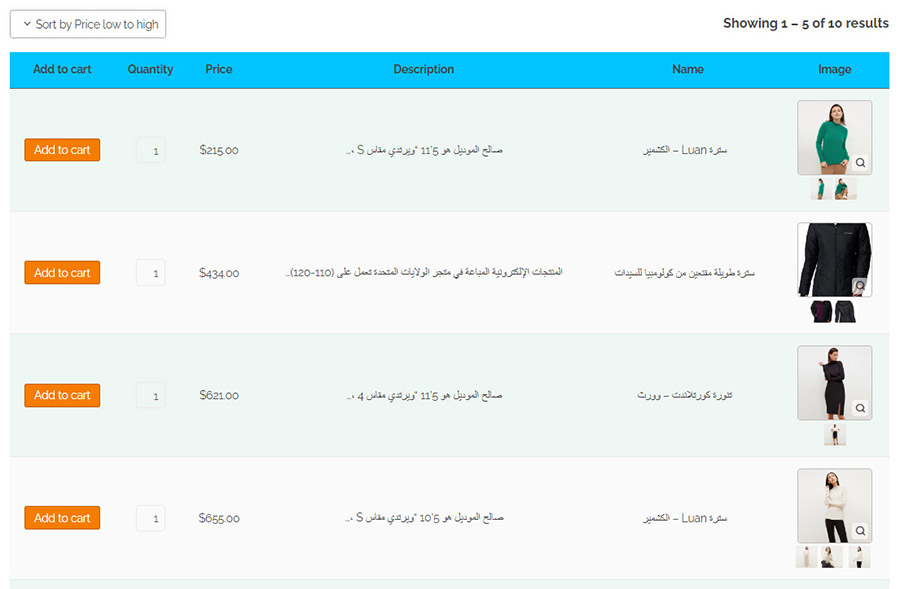 Sort by Price low to high
Showing 1 – 5 of 10 results
Image
Name
Description
Price
Quantity
Add to cart
سترة Luan – الكشمير
صالح الموديل هو 5'11 "ويرتدي مقاس S ،...
$215.00
1
Add to cart
سترة طويلة مقنعين من كولومبيا للسيدات
المنتجات الإلكترونية المباعة في متجر الولايات المتحدة تعمل على (110-120)...
$434.00
1
Add to cart
تنورة كورتلاندت – وورث
صالح الموديل هو 5'11 "ويرتدي مقاس 4 ،...
$621.00
1
Add to cart
سترة Luan – الكشمير
صالح الموديل هو 5'10 "ويرتدي مقاس S ،...
$655.00
1
Add to cart